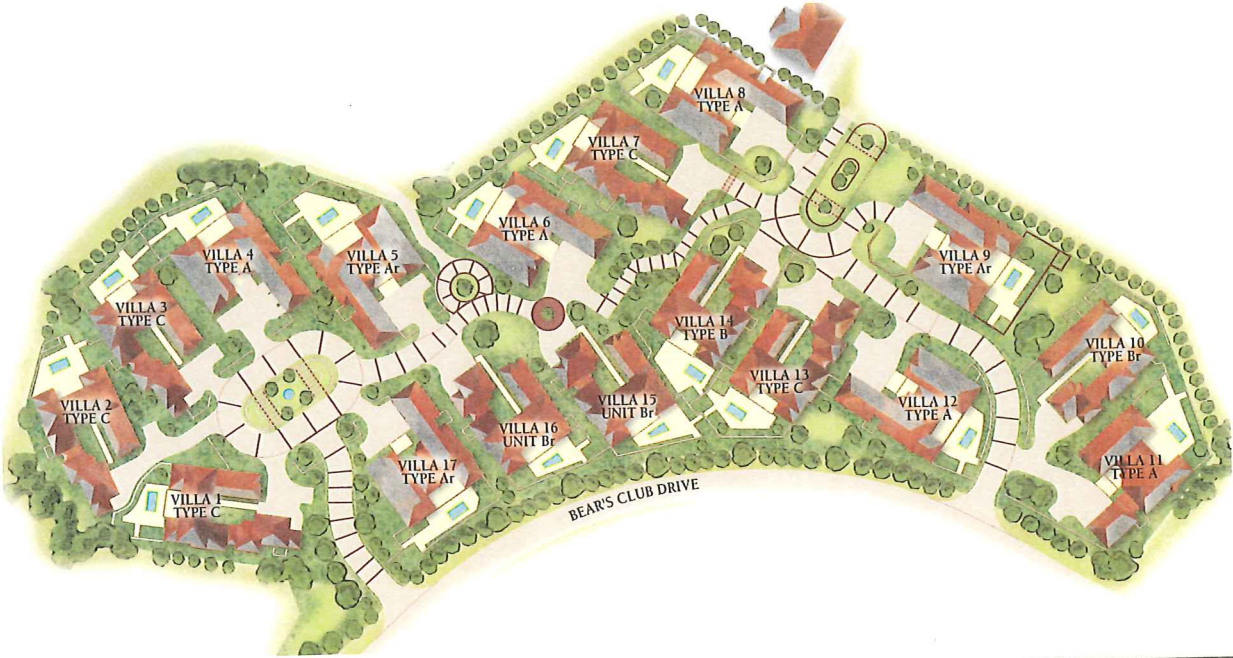 VILLA 1
TYPE C
VILLA 2
TYPE C
VILLA 3
TYPE C
VILLA 4
TYPE A
VILLA 5
TYPE Ar
VILLA 6
TYPE A
VILLA 7
TYPE C
VILLA 8
TYPE A
VILLA 9
TYPE Ar
VILLA 10
TYPE Br
VILLA 11
TYPE A
VILLA 12
TYPE A
VILLA 13
TYPE C
VILLA 14
TYPE B
VILLA 15
UNIT Br
VILLA 16
UNIT Br
VILLA 17
TYPE Ar
BEAR'S CLUB DRIVE